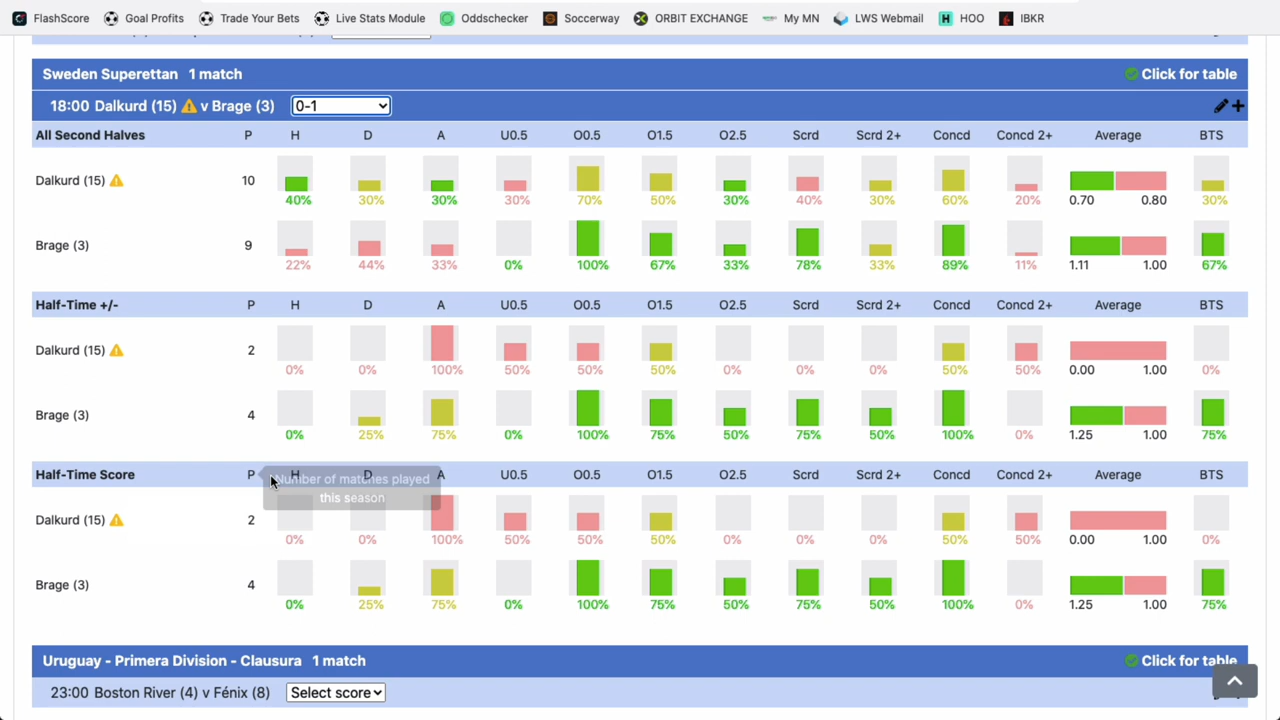 FlashScore Goal Profits Trade Your Bets Live Stats Module Oddschecker Soccerway ORBIT EXCHANGE My MN LWS Webmail HOO IBKR
Sweden Superettan 1 match Click for table
18:00 Dalkurd (15) v Brage (3) 0-1
All Second Halves P H D A U0.5 O0.5 O1.5 O2.5 Scrd Scrd 2+ Concd Concd 2+ Average BTS
Dalkurd (15) 10
40% 30% 30% 30% 70% 50% 30% 40% 30% 60% 20% 0.70 0.80 30%
Brage (3) 9
22% 44% 33% 0% 100% 67% 33% 78% 33% 89% 11% 1.11 1.00 67%
Half-Time +/- P H D A U0.5 O0.5 O1.5 O2.5 Scrd Scrd 2+ Concd Concd 2+ Average BTS
Dalkurd (15) 2
0% 0% 100% 50% 50% 50% 0% 0% 0% 50% 50% 0.00 1.00 0%
Brage (3) 4
0% 25% 75% 0% 100% 75% 50% 75% 50% 100% 0% 1.25 1.00 75%
Half-Time Score P H D A U0.5 O0.5 O1.5 O2.5 Scrd Scrd 2+ Concd Concd 2+ Average BTS
Number of matches played
this season
Dalkurd (15) 2
0% 0% 100% 50% 50% 50% 0% 0% 0% 50% 50% 0.00 1.00 0%
Brage (3) 4
0% 25% 75% 0% 100% 75% 50% 75% 50% 100% 0% 1.25 1.00 75%
Uruguay - Primera Division - Clausura 1 match Click for table
23:00 Boston River (4) v Fénix (8) Select score